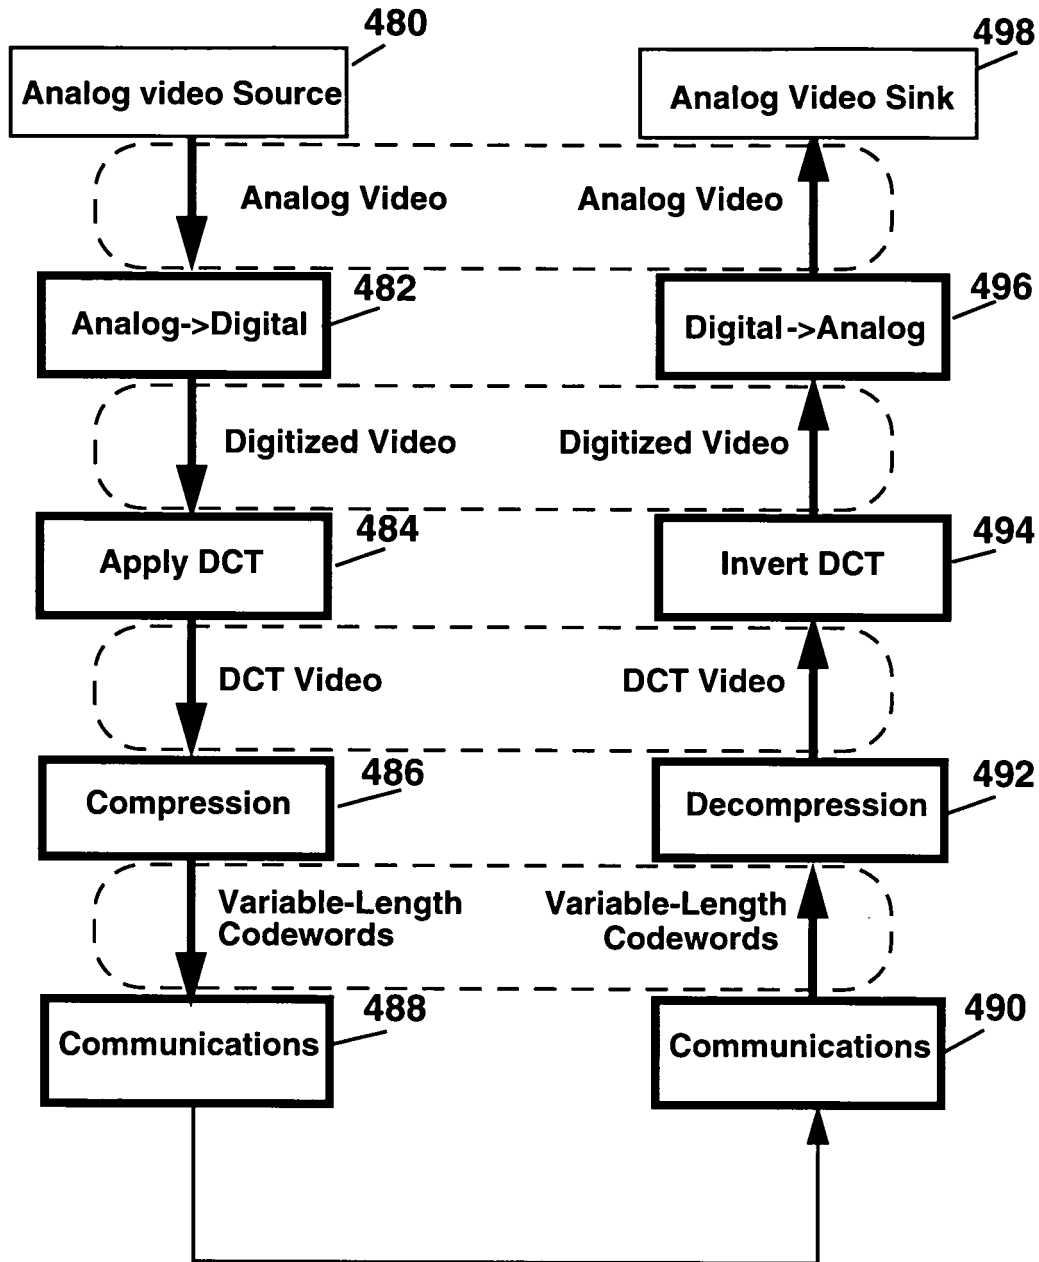 480
498
Analog video Source
Analog Video Sink
Analog Video
Analog Video
482
496
Analog->Digital
Digital->Analog
Digitized Video
Digitized Video
484
494
Apply DCT
Invert DCT
DCT Video
DCT Video
486
492
Compression
Decompression
Variable-Length
Codewords
Variable-Length
Codewords
488
490
Communications
Communications